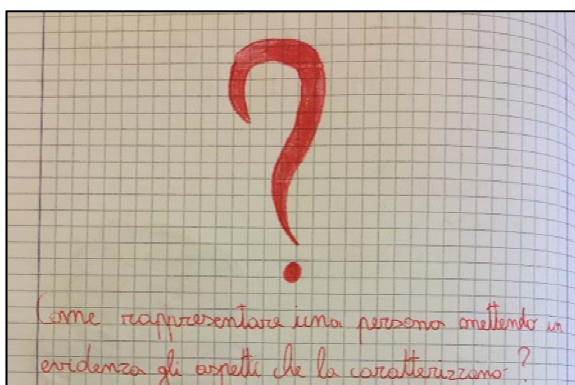 ?
Come rappresentare una persona mettendo in
evidenza gli aspetti che la caratterizzano?